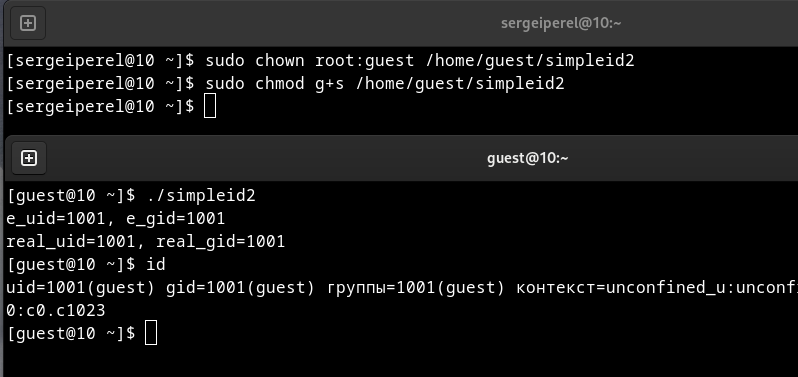 sergeiperel@10:~
[sergeiperel@10 ~]$ sudo chown root:guest /home/guest/simpleid2
[sergeiperel@10 ~]$ sudo chmod g+s /home/guest/simpleid2
[sergeiperel@10 ~]$
guest@10:~
[guest@10 ~]$ ./simpleid2
e_uid=1001, e_gid=1001
real_uid=1001, real_gid=1001
[guest@10 ~]$ id
uid=1001(guest) gid=1001(guest) группы=1001(guest) контекст=unconfined_u:unconfi
0:c0.c1023
[guest@10 ~]$